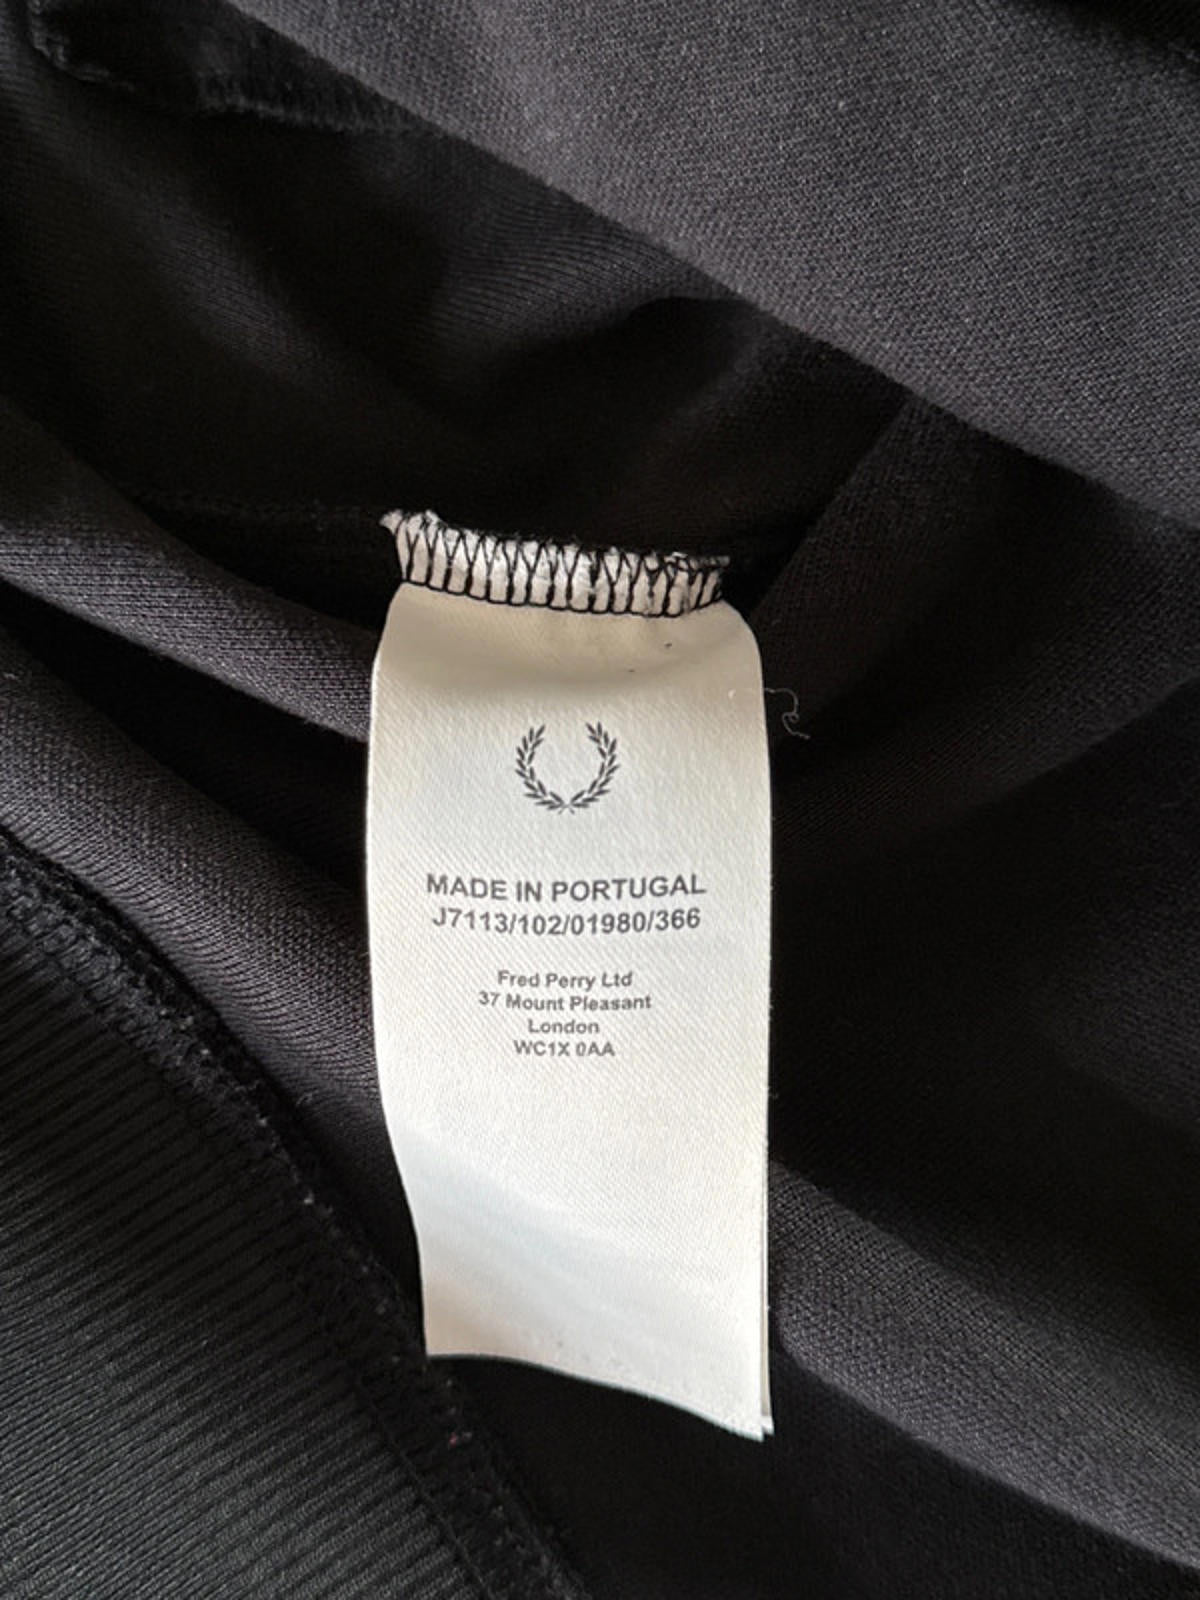 MADE IN PORTUGAL
J7113/102/01980/366
Fred Perry Ltd
37 Mount Pleasant
London
WC1X 0AA